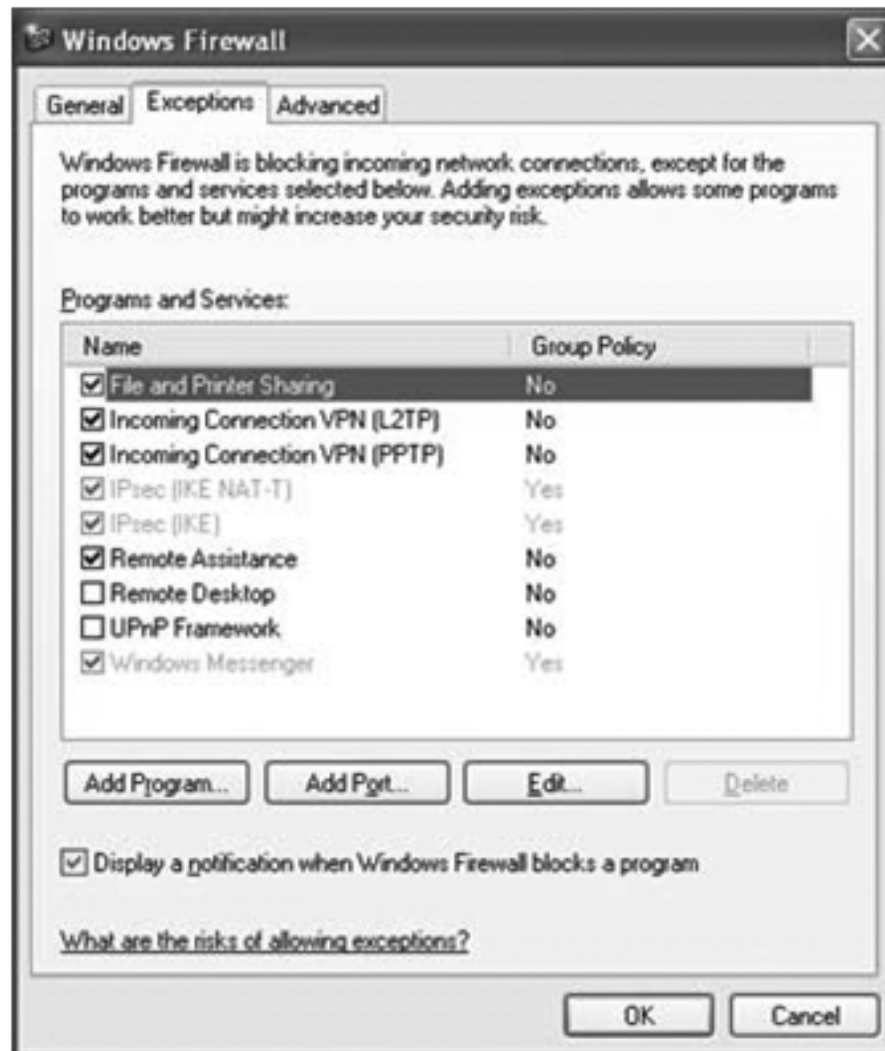 Windows Firewall
General Exceptions Advanced
Windows Firewall is blocking incoming network connections, except for the
programs and services selected below. Adding exceptions allows some programs
to work better but might increase your security risk.
Programs and Services:
Name Group Policy
File and Printer Sharing No
Incoming Connection VPN (L2TP) No
Incoming Connection VPN (PPTP) No
IPsec (IKE NAT-T) Yes
IPsec (IKE) Yes
Remote Assistance No
Remote Desktop No
UPnP Framework No
Windows Messenger Yes
Add Program... Add Port... Edit... Delete
Display a notification when Windows Firewall blocks a program
What are the risks of allowing exceptions?
OK Cancel